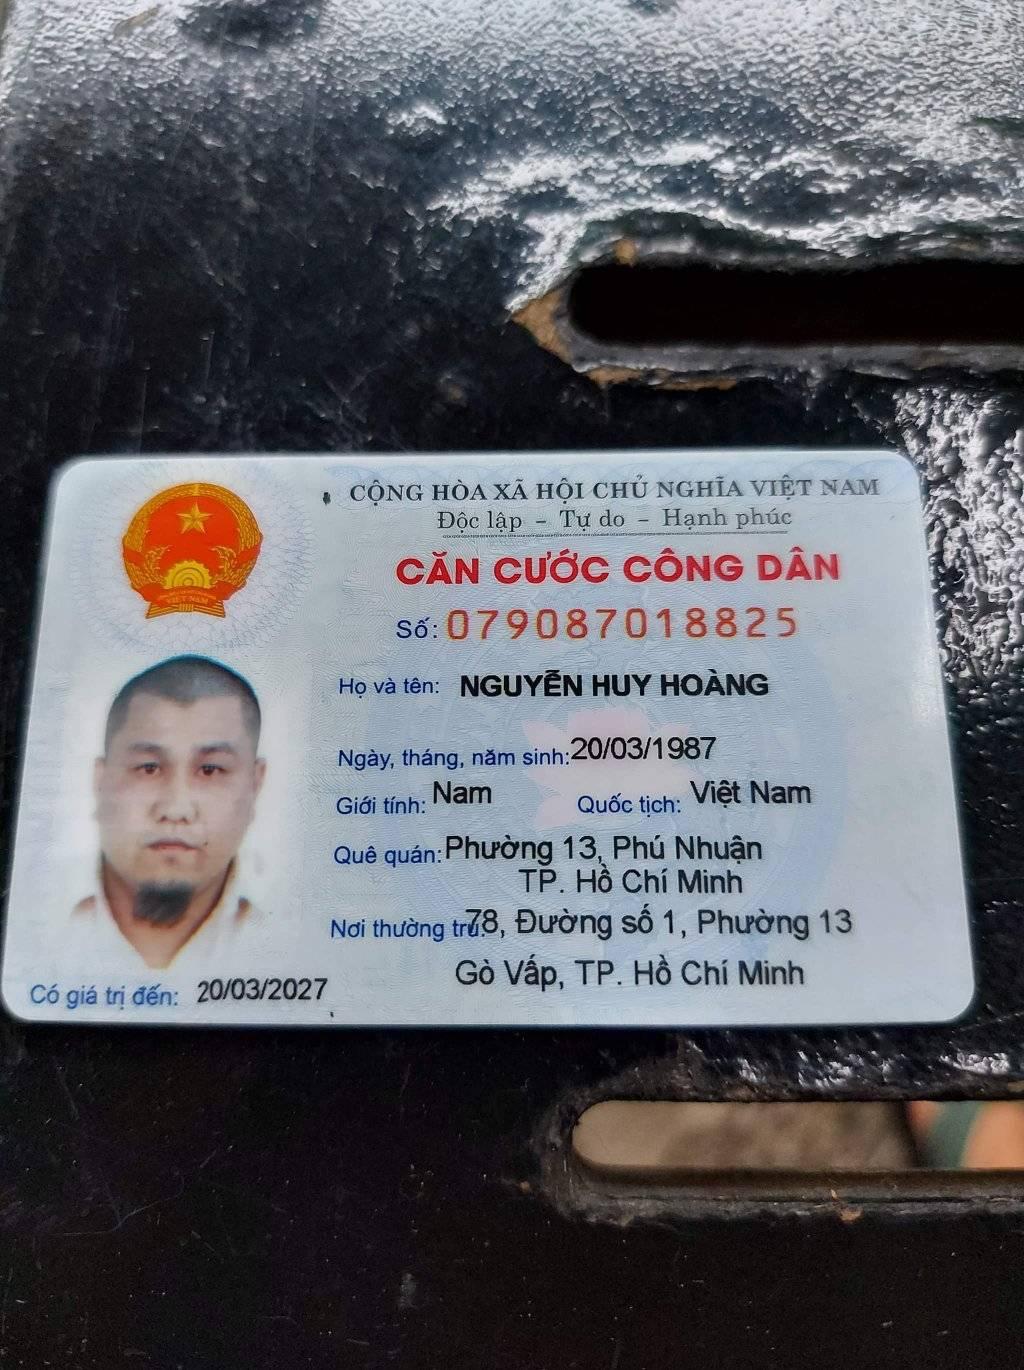 CỘNG HÒA XÃ HỘI CHỦ NGHĨA VIỆT NAM
Độc lập - Tự do - Hạnh phúc
CĂN CƯỚC CÔNG DÂN
Số: 079087018825
Họ và tên: NGUYỄN HUY HOÀNG
Ngày, tháng, năm sinh: 20/03/1987
Giới tính: Nam Quốc tịch: Việt Nam
Quê quán: Phường 13, Phú Nhuận
TP. Hồ Chí Minh
Nơi thường trú: 78, Đường số 1, Phường 13
Gò Vấp, TP. Hồ Chí Minh
Có giá trị đến: 20/03/2027